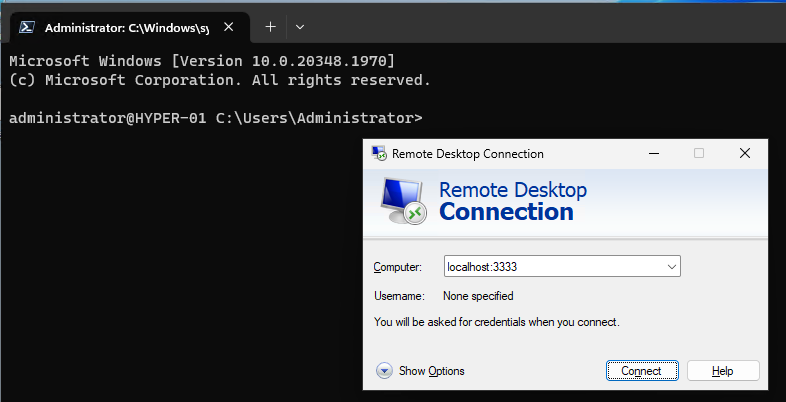 Administrator: C:\Windows\sy
Microsoft Windows [Version 10.0.20348.1970]
(c) Microsoft Corporation. All rights reserved.
administrator@HYPER-01 C:\Users\Administrator>
Remote Desktop Connection
Remote Desktop
Connection
Computer: localhost:3333
Username: None specified
You will be asked for credentials when you connect.
Show Options Connect Help